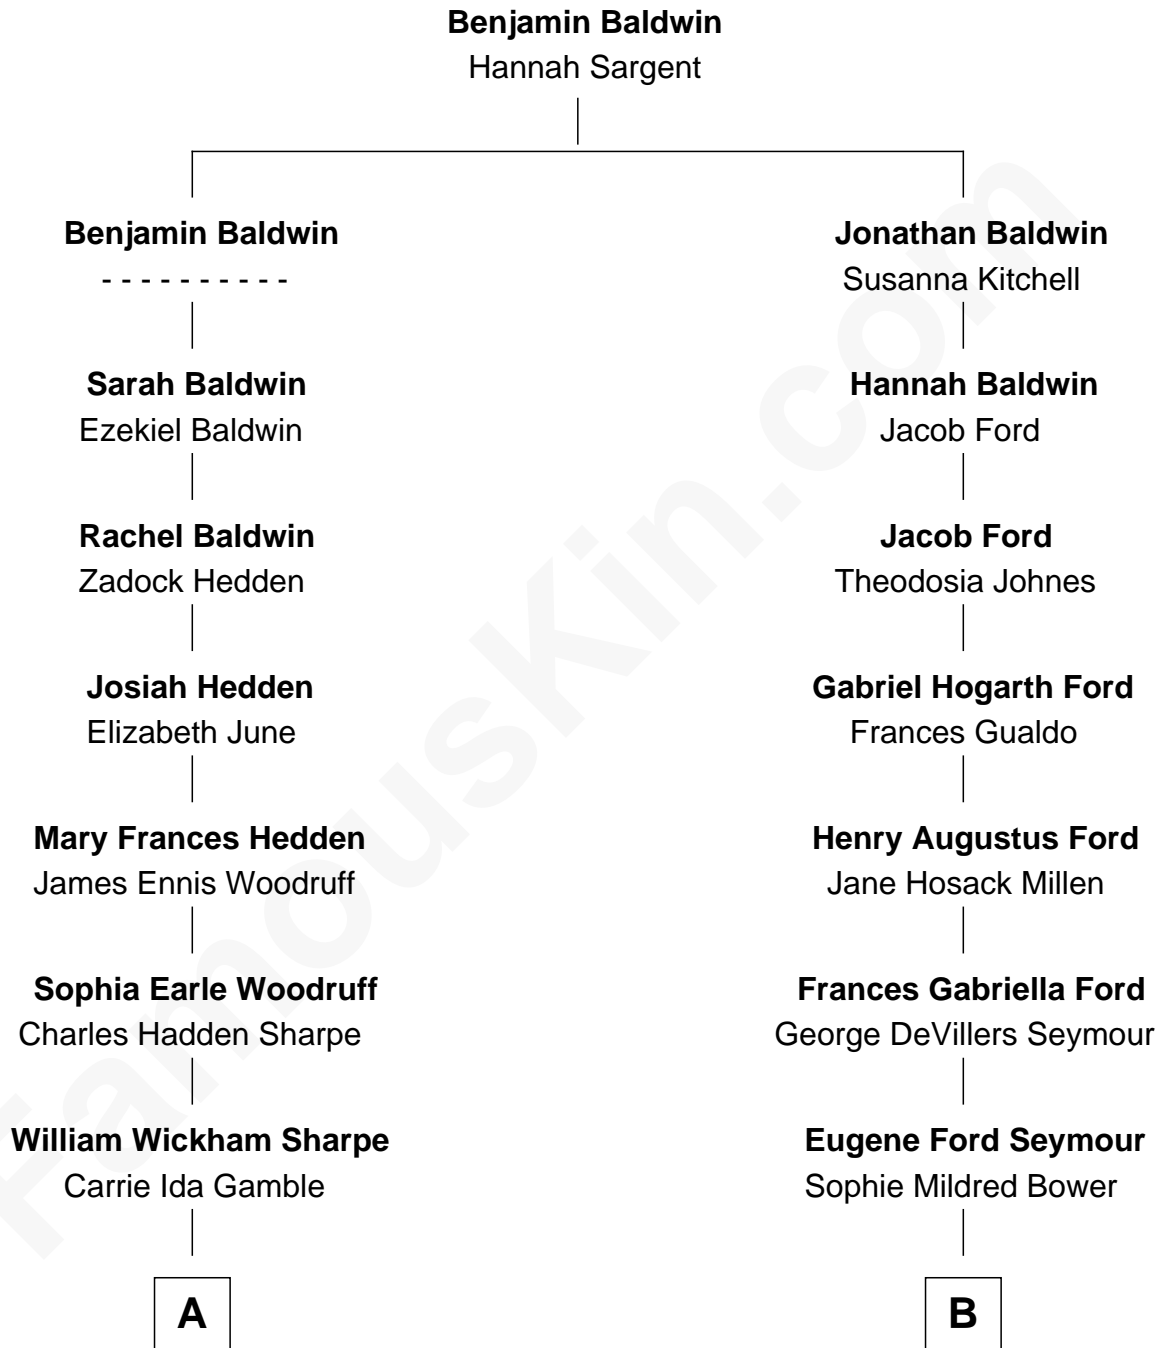 Benjamin Baldwin
Hannah Sargent
Benjamin Baldwin
- - - - - - - - - -
Sarah Baldwin
Ezekiel Baldwin
Rachel Baldwin
Zadock Hedden
Josiah Hedden
Elizabeth June
Mary Frances Hedden
James Ennis Woodruff
Sophia Earle Woodruff
Charles Hadden Sharpe
William Wickham Sharpe
Carrie Ida Gamble
A
Jonathan Baldwin
Susanna Kitchell
Hannah Baldwin
Jacob Ford
Jacob Ford
Theodosia Johnes
Gabriel Hogarth Ford
Frances Gualdo
Henry Augustus Ford
Jane Hosack Millen
Frances Gabriella Ford
George DeVillers Seymour
Eugene Ford Seymour
Sophie Mildred Bower
B
FamousKin.com